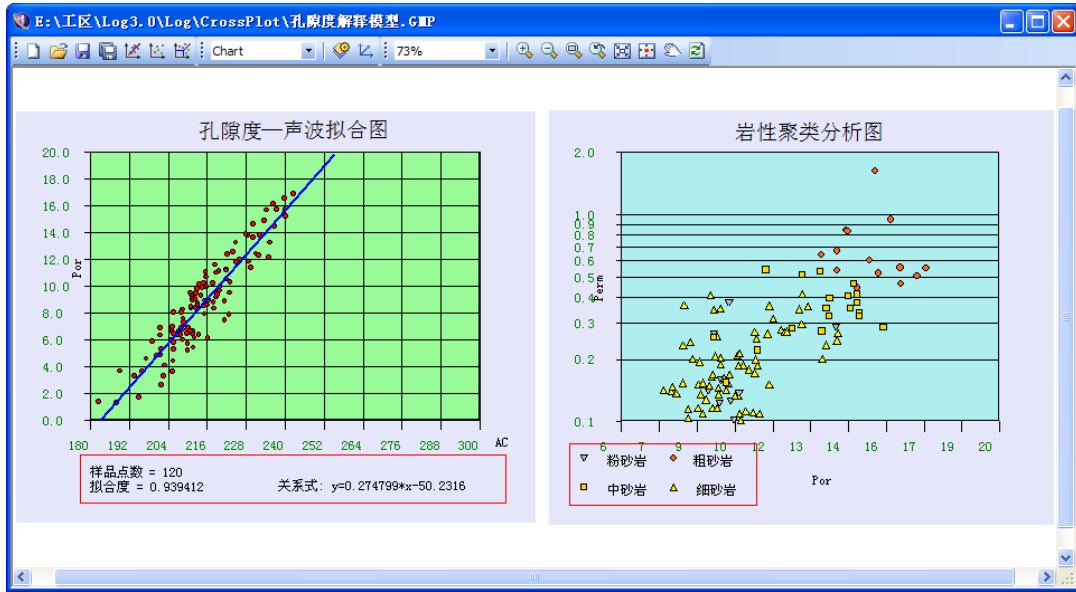 E:\工区\Log3.0\Log\CrossPlot\孔隙度解释模型.GMP
Chart
73%
孔隙度—声波拟合图
20.0
18.0
16.0
14.0
12.0
10.0
8.0
6.0
4.0
2.0
0.0
Por
180 192 204 216 228 240 252 264 276 288 300
AC
样品点数 = 120
拟合度 = 0.939412
关系式: y=0.274799*x-50.2316
岩性聚类分析图
2.0
1.0
0.9
0.8
0.7
0.6
0.5
0.4
0.3
0.2
0.1
Perm
6 7 9 10 12 13 14 16 17 19 20
Por
粉砂岩 粗砂岩
中砂岩 细砂岩